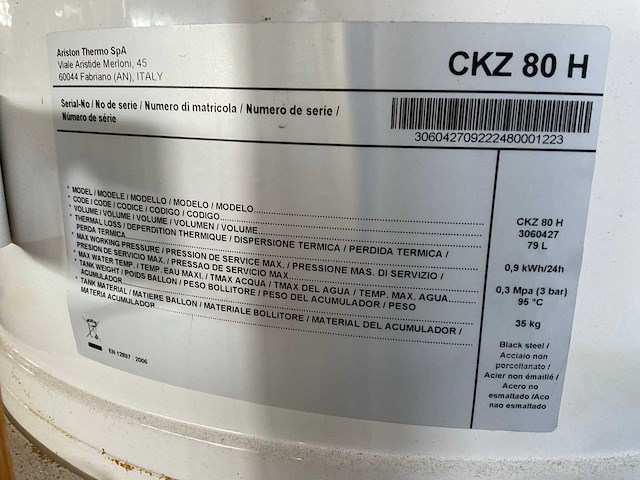 Ariston Thermo SpA
Viale Aristide Merloni, 45
60044 Fabriano (AN), ITALY
CKZ 80 H
Serial-No / No de serie / Numero di matricola / Numero de serie /
Número de série
306042709222480001223
* MODEL / MODELE / MODELLO / MODELO / MODELO
* CODE / CODE / CODICE / CODIGO / CODIGO
* VOLUME / VOLUME / VOLUME / VOLUMEN / VOLUME
* THERMAL LOSS / DEPERDITION THERMIQUE / DISPERSIONE TERMICA / PERDIDA TERMICA /
PERDA TERMICA
* MAX WORKING PRESSURE / PRESSION DE SERVICE MAX. / PRESSIONE MAS. DI SERVIZIO /
PRESION DE SERVICIO MAX. / PRESSAO DE SERVICIO MAX
* MAX WATER TEMP. / TEMP. EAU MAXI. / TMAX ACQUA / TMAX DEL AGUA / TEMP. MAX. AGUA
* TANK WEIGHT / POIDS BALLON / PESO BOLLITORE / PESO DEL ACUMULADOR / PESO
ACUMULADOR
* TANK MATERIAL / MATIERE BALLON / MATERIALE BOLLITORE / MATERIAL DEL ACUMULADOR /
MATERIA ACUMULADOR
CKZ 80 H
3060427
79 L
0,9 kWh/24h
0,3 Mpa (3 bar)
95 °C
35 kg
Black steel /
Acciaio non
porcellanato /
Acier non émaillé /
Acero no
esmaltado /Aco
nao esmaltado
EN 12897 : 2006